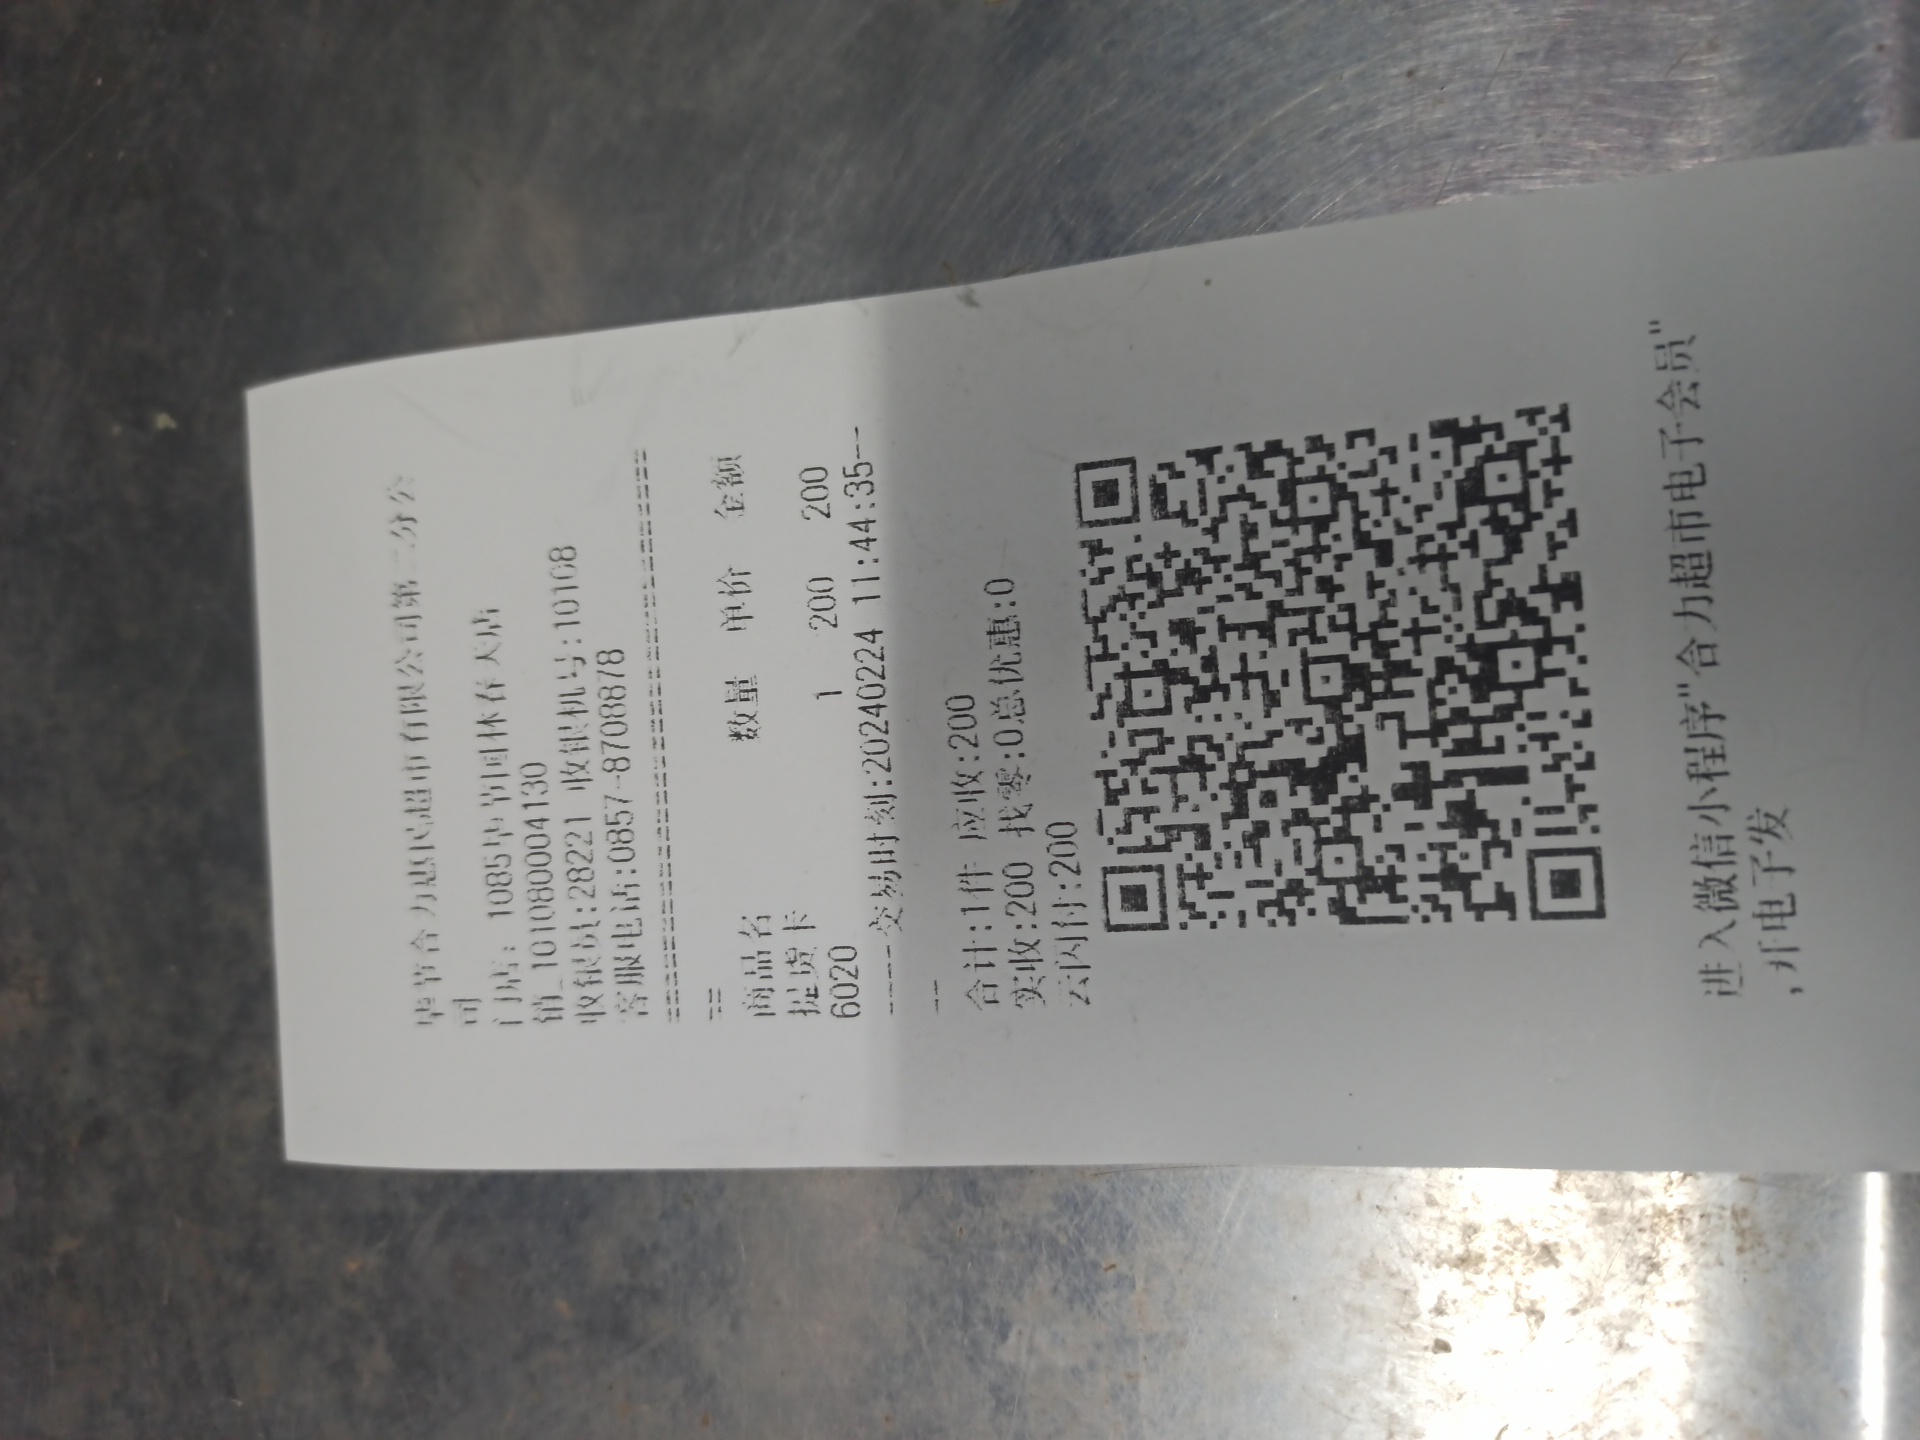 毕节合力惠民超市有限公司第二分公
司
门店: 1085毕节国林春天店
销_1010800041​30
收银员:28221 收银机号:10108
客服电话:0857-8708878
==
商品名 数量 单价 金额
提货卡
6020 1 200 200
-----交易时刻:20240224 11:44:35--
--
合计:1件 应收:200
实收:200 找零:0总优惠:0
云闪付:200
进入微信小程序"合力超市电子会员"
,开电子发